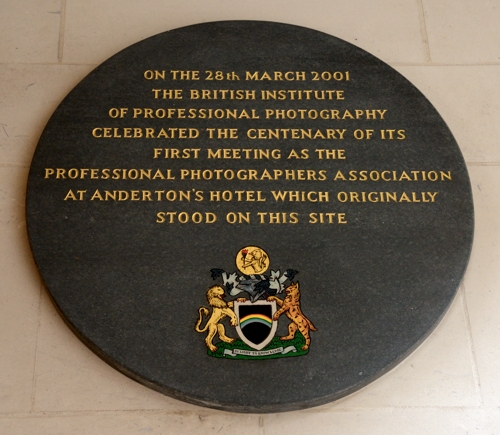 ON THE 28th MARCH 2001
THE BRITISH INSTITUTE
OF PROFESSIONAL PHOTOGRAPHY
CELEBRATED THE CENTENARY OF ITS
FIRST MEETING AS THE
PROFESSIONAL PHOTOGRAPHERS ASSOCIATION
AT ANDERTON'S HOTEL WHICH ORIGINALLY
STOOD ON THIS SITE